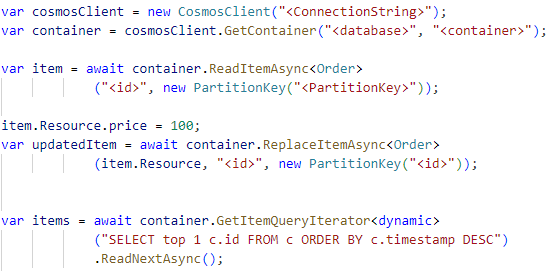 var cosmosClient = new CosmosClient("<ConnectionString>");
var container = cosmosClient.GetContainer("<database>", "<container>");
var item = await container.ReadItemAsync<Order>
("<id>", new PartitionKey("<PartitionKey>"));
item.Resource.price = 100;
var updatedItem = await container.ReplaceItemAsync<Order>
(item.Resource, "<id>", new PartitionKey("<id>"));
var items = await container.GetItemQueryIterator<dynamic>
("SELECT top 1 c.id FROM c ORDER BY c.timestamp DESC")
.ReadNextAsync();